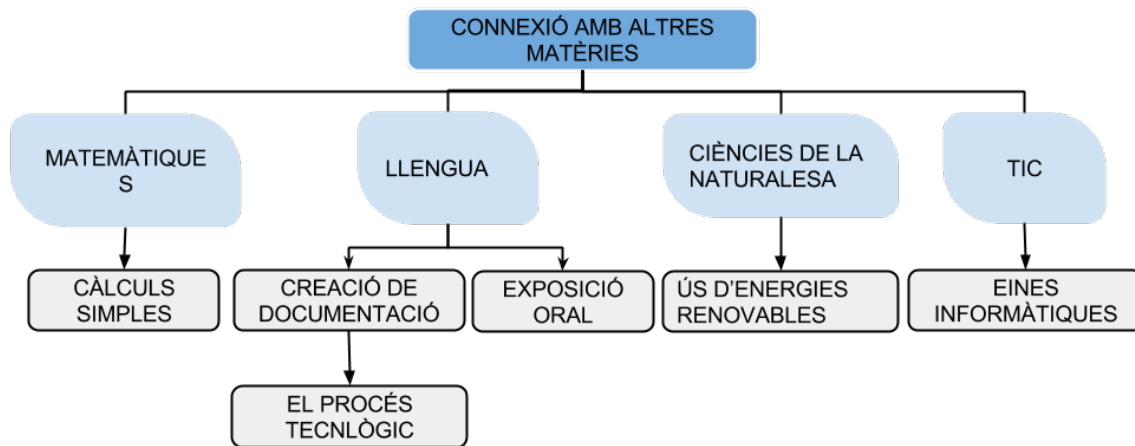 CONNEXIÓ AMB ALTRES
MATÈRIES
MATEMÀTIQUE
S
LLENGUA
CIÈNCIES DE LA
NATURALESA
TIC
CÀLCULS
SIMPLES
CREACIÓ DE
DOCUMENTACIÓ
EXPOSICIÓ
ORAL
ÚS D'ENERGIES
RENOVABLES
EINES
INFORMÀTIQUES
EL PROCÉS
TECNLÒGIC